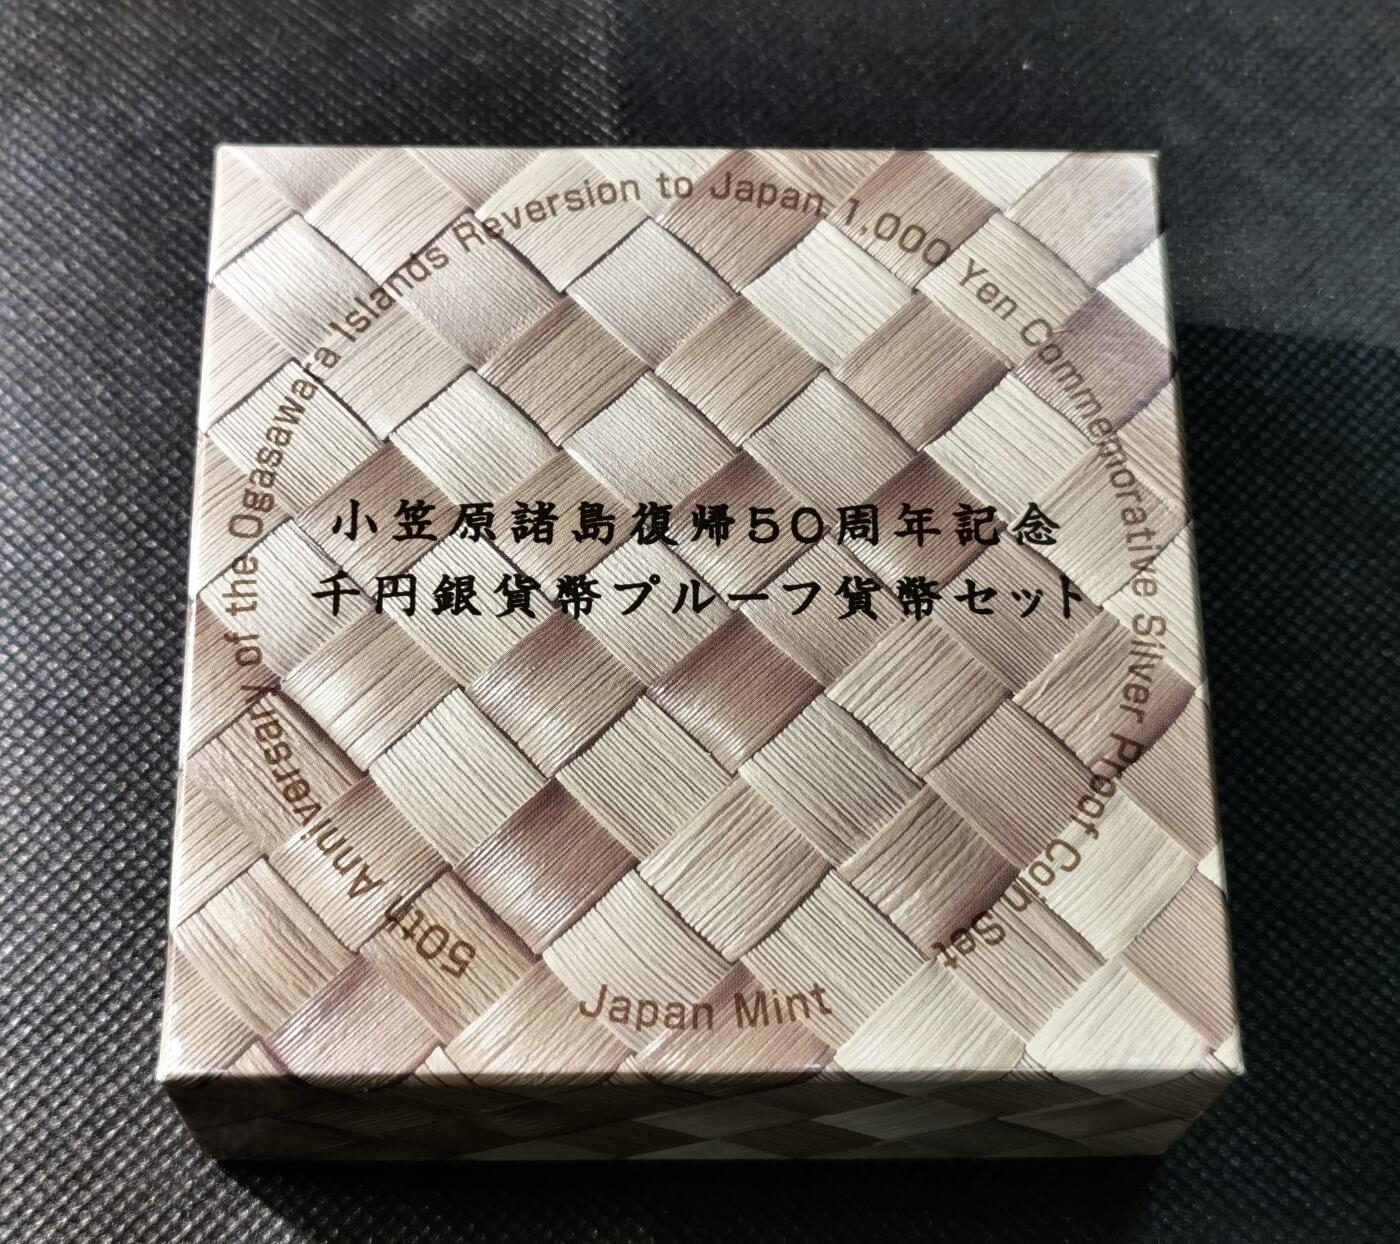 50th Anniversary of the Ogasawara Islands Reversion to Japan 1,000 Yen Commemorative Silver Proof Coin Set
小笠原諸島復帰50周年記念
千円銀貨幣プルーフ貨幣セット
Japan Mint